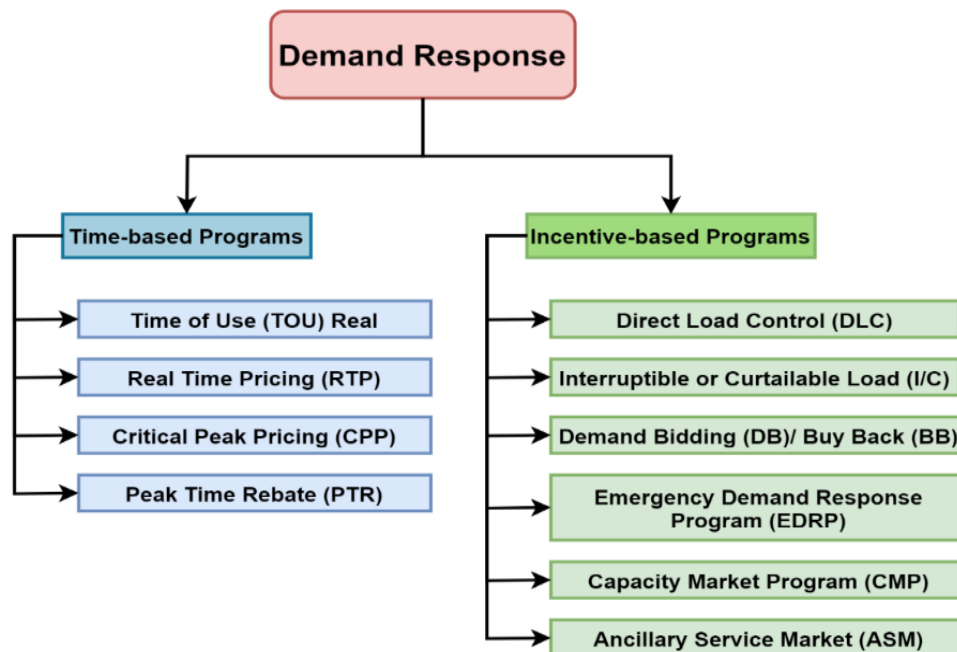 Demand Response
Time-based Programs
Time of Use (TOU) Real
Real Time Pricing (RTP)
Critical Peak Pricing (CPP)
Peak Time Rebate (PTR)
Incentive-based Programs
Direct Load Control (DLC)
Interruptible or Curtailable Load (I/C)
Demand Bidding (DB)/ Buy Back (BB)
Emergency Demand Response
Program (EDRP)
Capacity Market Program (CMP)
Ancillary Service Market (ASM)